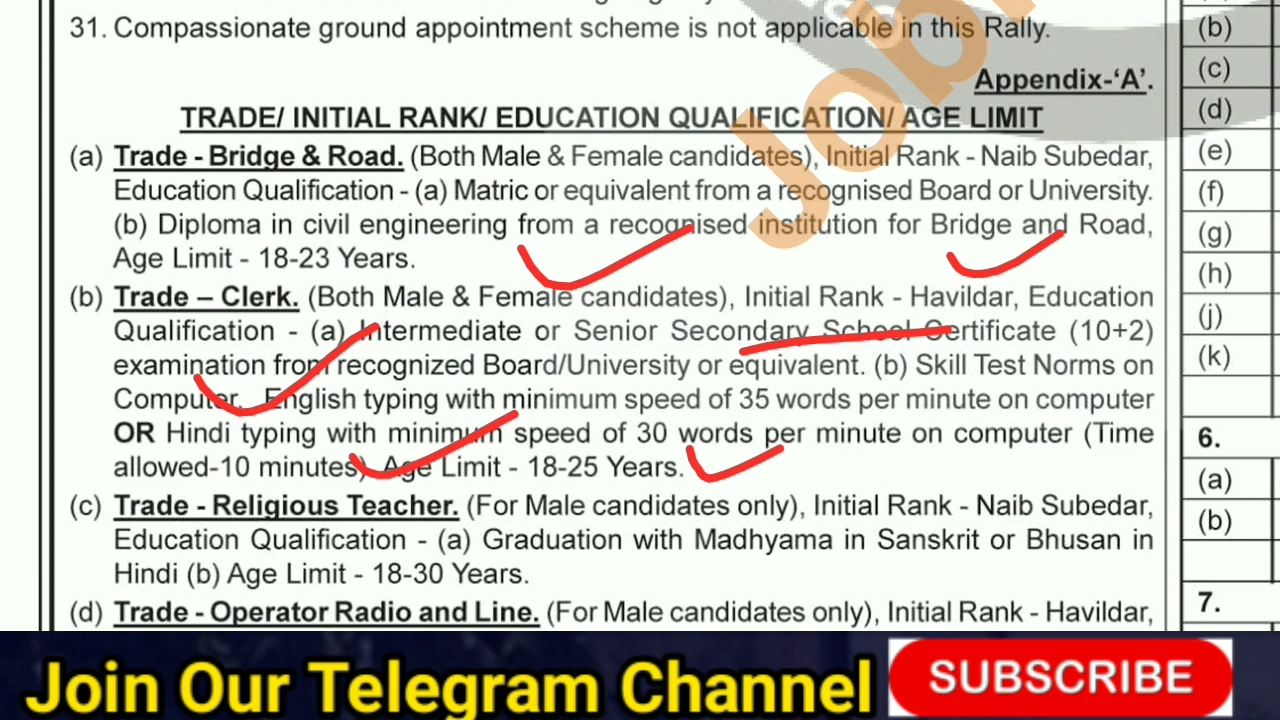 31. Compassionate ground appointment scheme is not applicable in this Rally.
Appendix-‘A’.
TRADE/ INITIAL RANK/ EDUCATION QUALIFICATION/ AGE LIMIT
(a) Trade - Bridge & Road. (Both Male & Female candidates), Initial Rank - Naib Subedar,
Education Qualification - (a) Matric or equivalent from a recognised Board or University.
(b) Diploma in civil engineering from a recognised institution for Bridge and Road,
Age Limit - 18-23 Years.
(b) Trade – Clerk. (Both Male & Female candidates), Initial Rank - Havildar, Education
Qualification - (a) Intermediate or Senior Secondary School Certificate (10+2)
examination from recognized Board/University or equivalent. (b) Skill Test Norms on
Computer. English typing with minimum speed of 35 words per minute on computer
OR Hindi typing with minimum speed of 30 words per minute on computer (Time
allowed-10 minutes) Age Limit - 18-25 Years.
(c) Trade - Religious Teacher. (For Male candidates only), Initial Rank - Naib Subedar,
Education Qualification - (a) Graduation with Madhyama in Sanskrit or Bhusan in
Hindi (b) Age Limit - 18-30 Years.
(d) Trade - Operator Radio and Line. (For Male candidates only), Initial Rank - Havildar,
(b)
(c)
(d)
(e)
(f)
(g)
(h)
(j)
(k)
6.
(a)
(b)
7.
Job
Join Our Telegram Channel
SUBSCRIBE